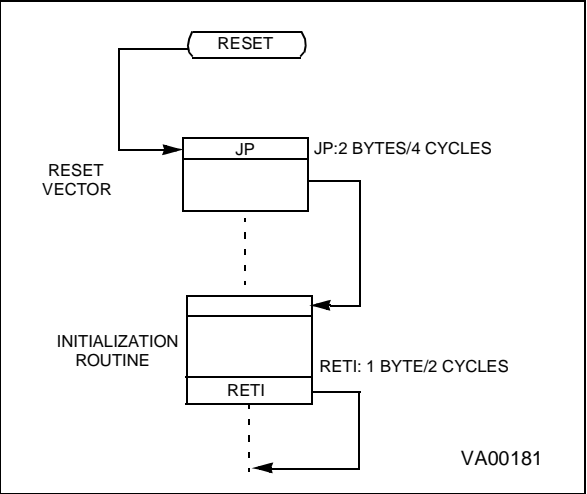 RESET
JP
JP:2 BYTES/4 CYCLES
RESET
VECTOR
INITIALIZATION
ROUTINE
RETI: 1 BYTE/2 CYCLES
RETI
VA00181